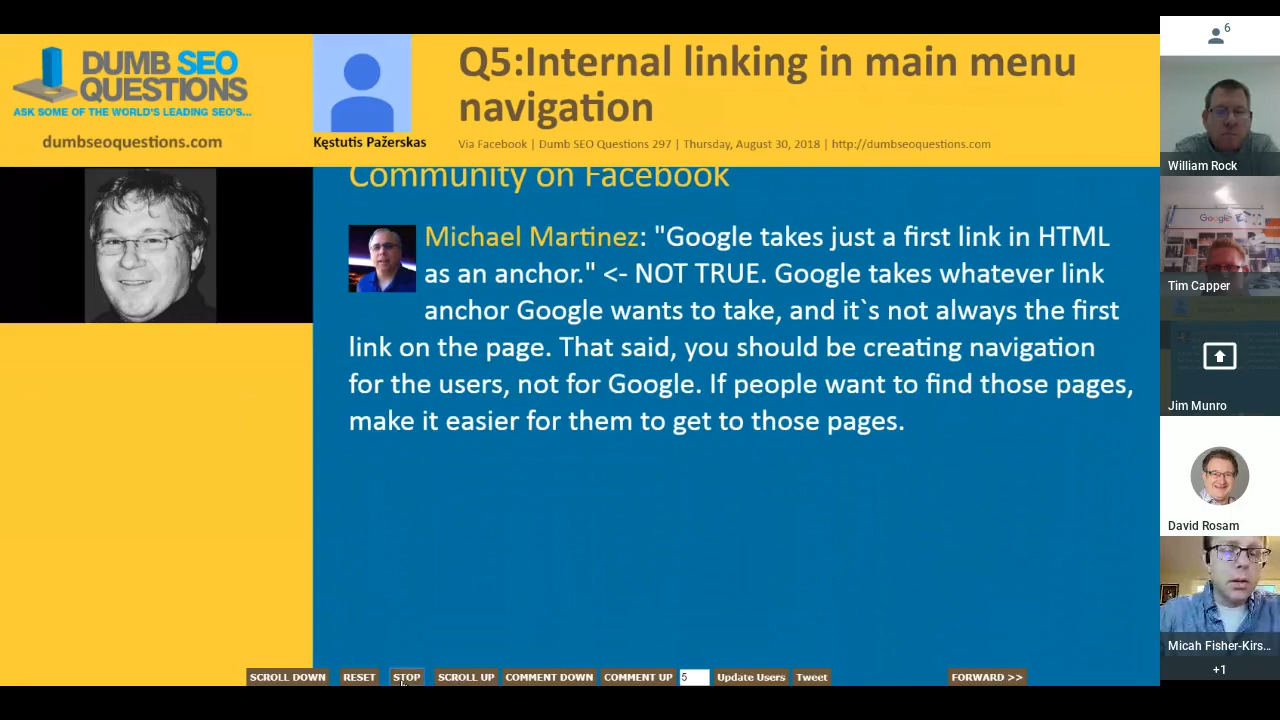 DUMB SEO
QUESTIONS
ASK SOME OF THE WORLD'S LEADING SEO'S...
dumbseoquestions.com
Kęstutis Pažerskas
Q5:Internal linking in main menu
navigation
Via Facebook | Dumb SEO Questions 297 | Thursday, August 30, 2018 | http://dumbseoquestions.com
Community on Facebook
Michael Martinez: "Google takes just a first link in HTML
as an anchor." <- NOT TRUE. Google takes whatever link
anchor Google wants to take, and it`s not always the first
link on the page. That said, you should be creating navigation
for the users, not for Google. If people want to find those pages,
make it easier for them to get to those pages.
SCROLL DOWN RESET STOP SCROLL UP COMMENT DOWN COMMENT UP 5 Update Users Tweet FORWARD >>
6
William Rock
Google
Tim Capper
Jim Munro
David Rosam
Micah Fisher-Kirs...
+1